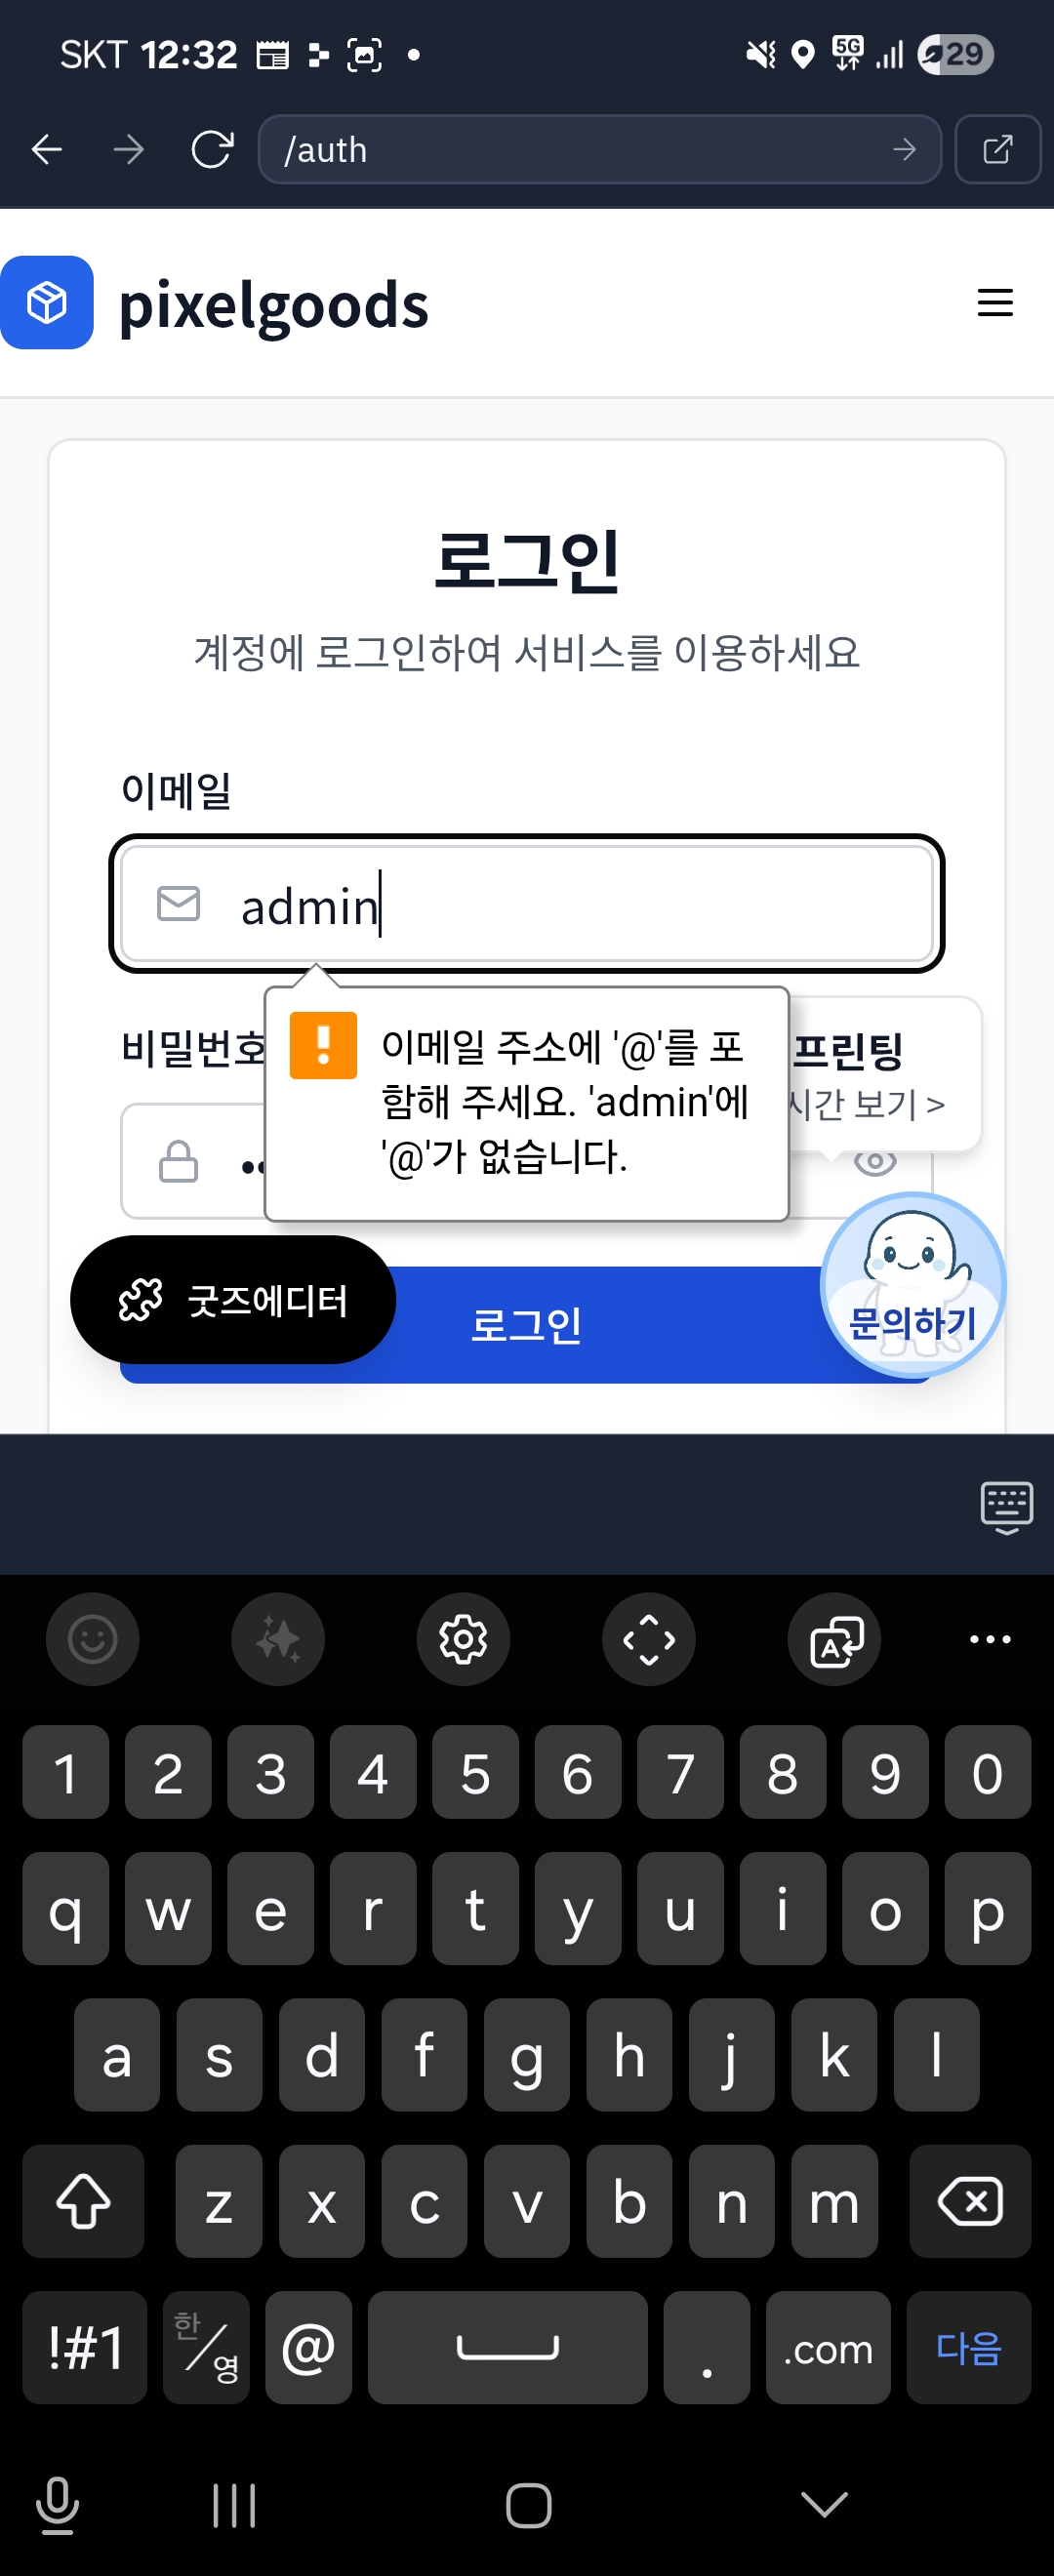 SKT 12:32
5G
29
/auth
pixelgoods
로그인
계정에 로그인하여 서비스를 이용하세요
이메일
admin
이메일 주소에 '@'를 포
함해 주세요. 'admin'에
'@'가 없습니다.
비밀번호
프린팅
시간 보기 >
굿즈에디터
로그인
문의하기
1 2 3 4 5 6 7 8 9 0
q w e r t y u i o p
a s d f g h j k l
z x c v b n m
!#1 한/영 @ . .com 다음